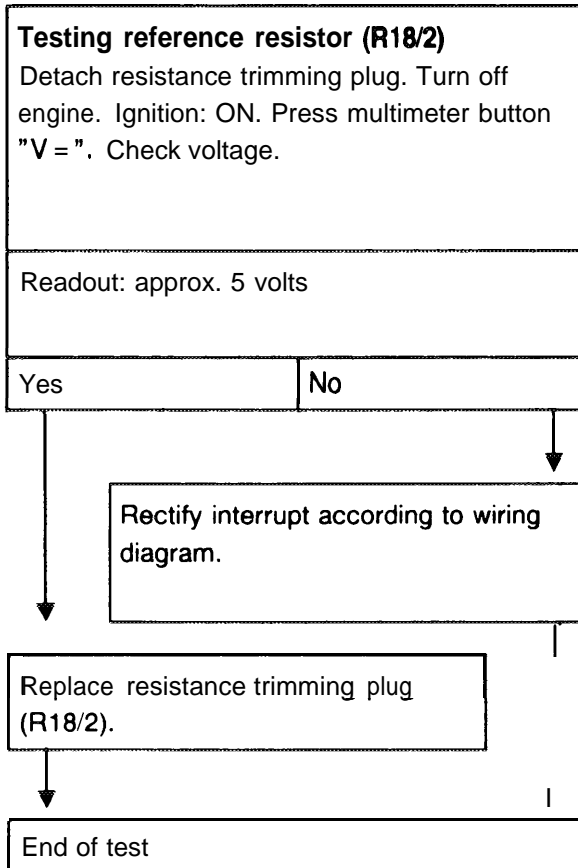 Testing reference resistor (R18/2)
Detach resistance trimming plug. Turn off
engine. Ignition: ON. Press multimeter button
"V = ". Check voltage.
Readout: approx. 5 volts
Yes
No
Rectify interrupt according to wiring
diagram.
Replace resistance trimming plug
(R18/2).
End of test